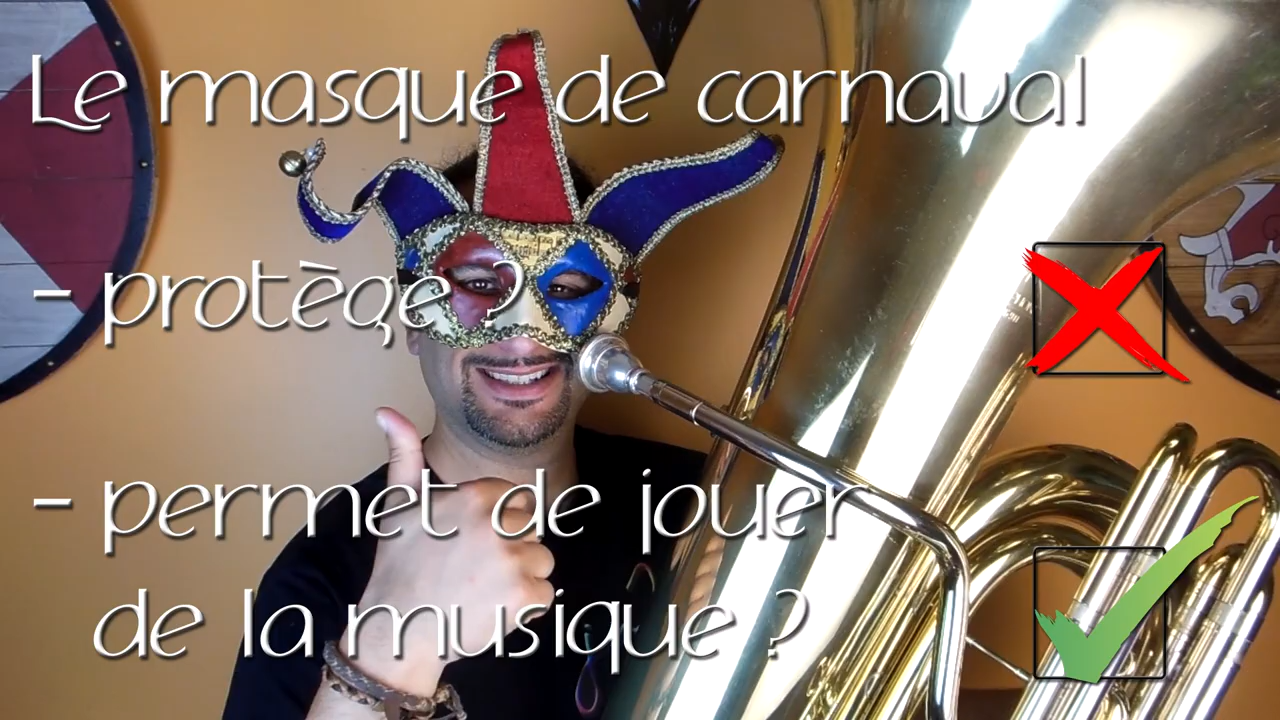 Le masque de carnaval
- protège ?
- permet de jouer
de la musique ?